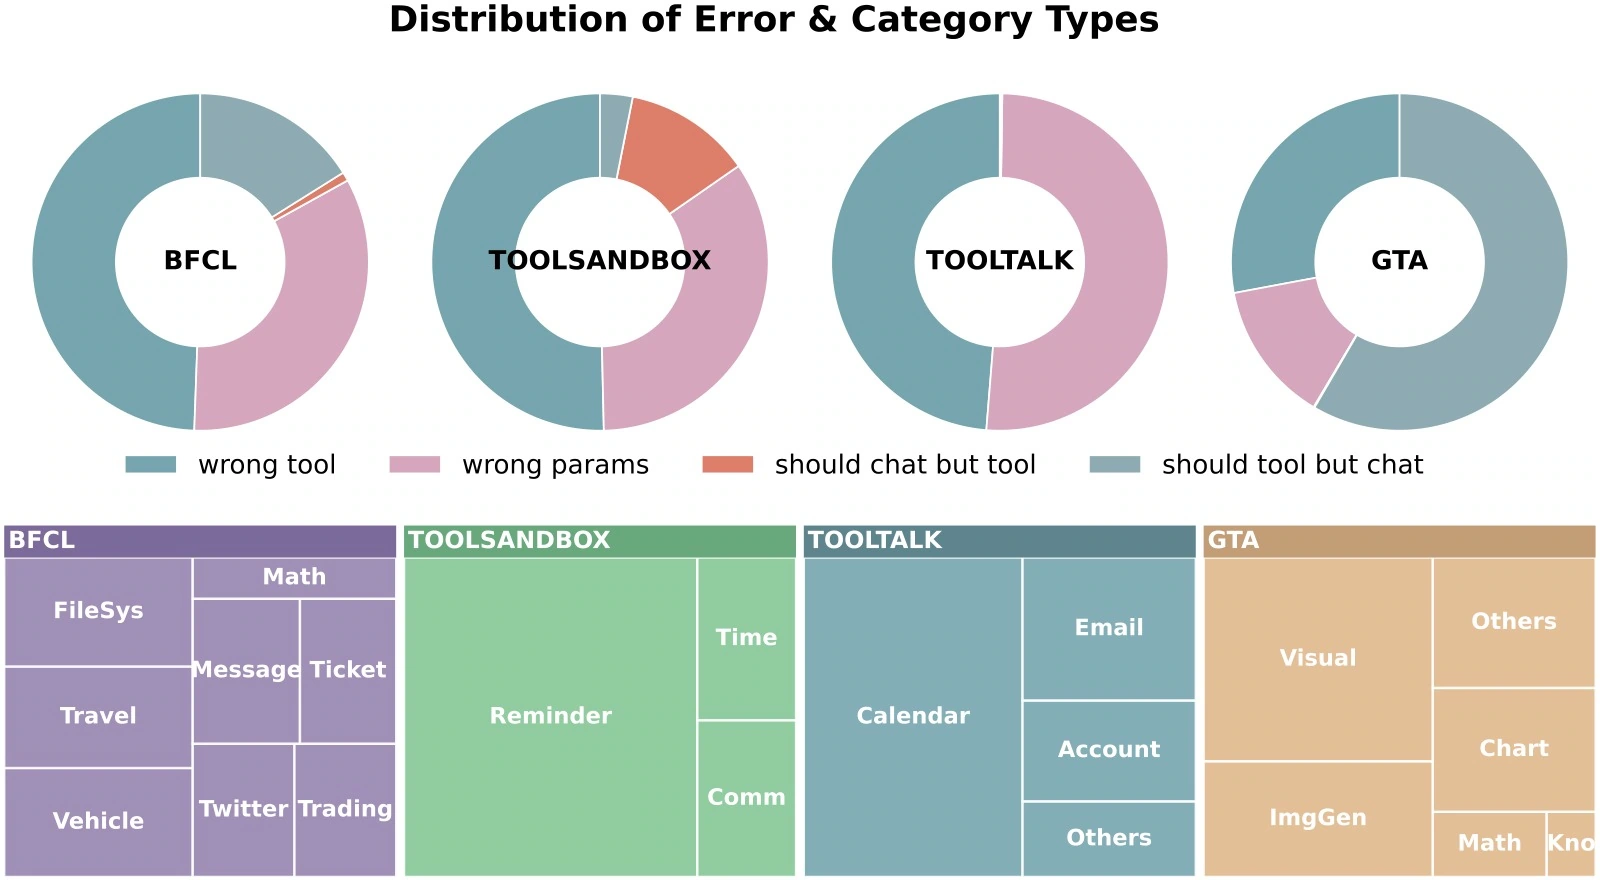 Distribution of Error & Category Types
BFCL
TOOLSANDBOX
TOOLTALK
GTA
wrong tool
wrong params
should chat but tool
should tool but chat
BFCL
FileSys
Travel
Vehicle
Math
Message
Ticket
Twitter
Trading
TOOLSANDBOX
Reminder
Time
Comm
TOOLTALK
Calendar
Email
Account
Others
GTA
Visual
ImgGen
Others
Chart
Math
Kno